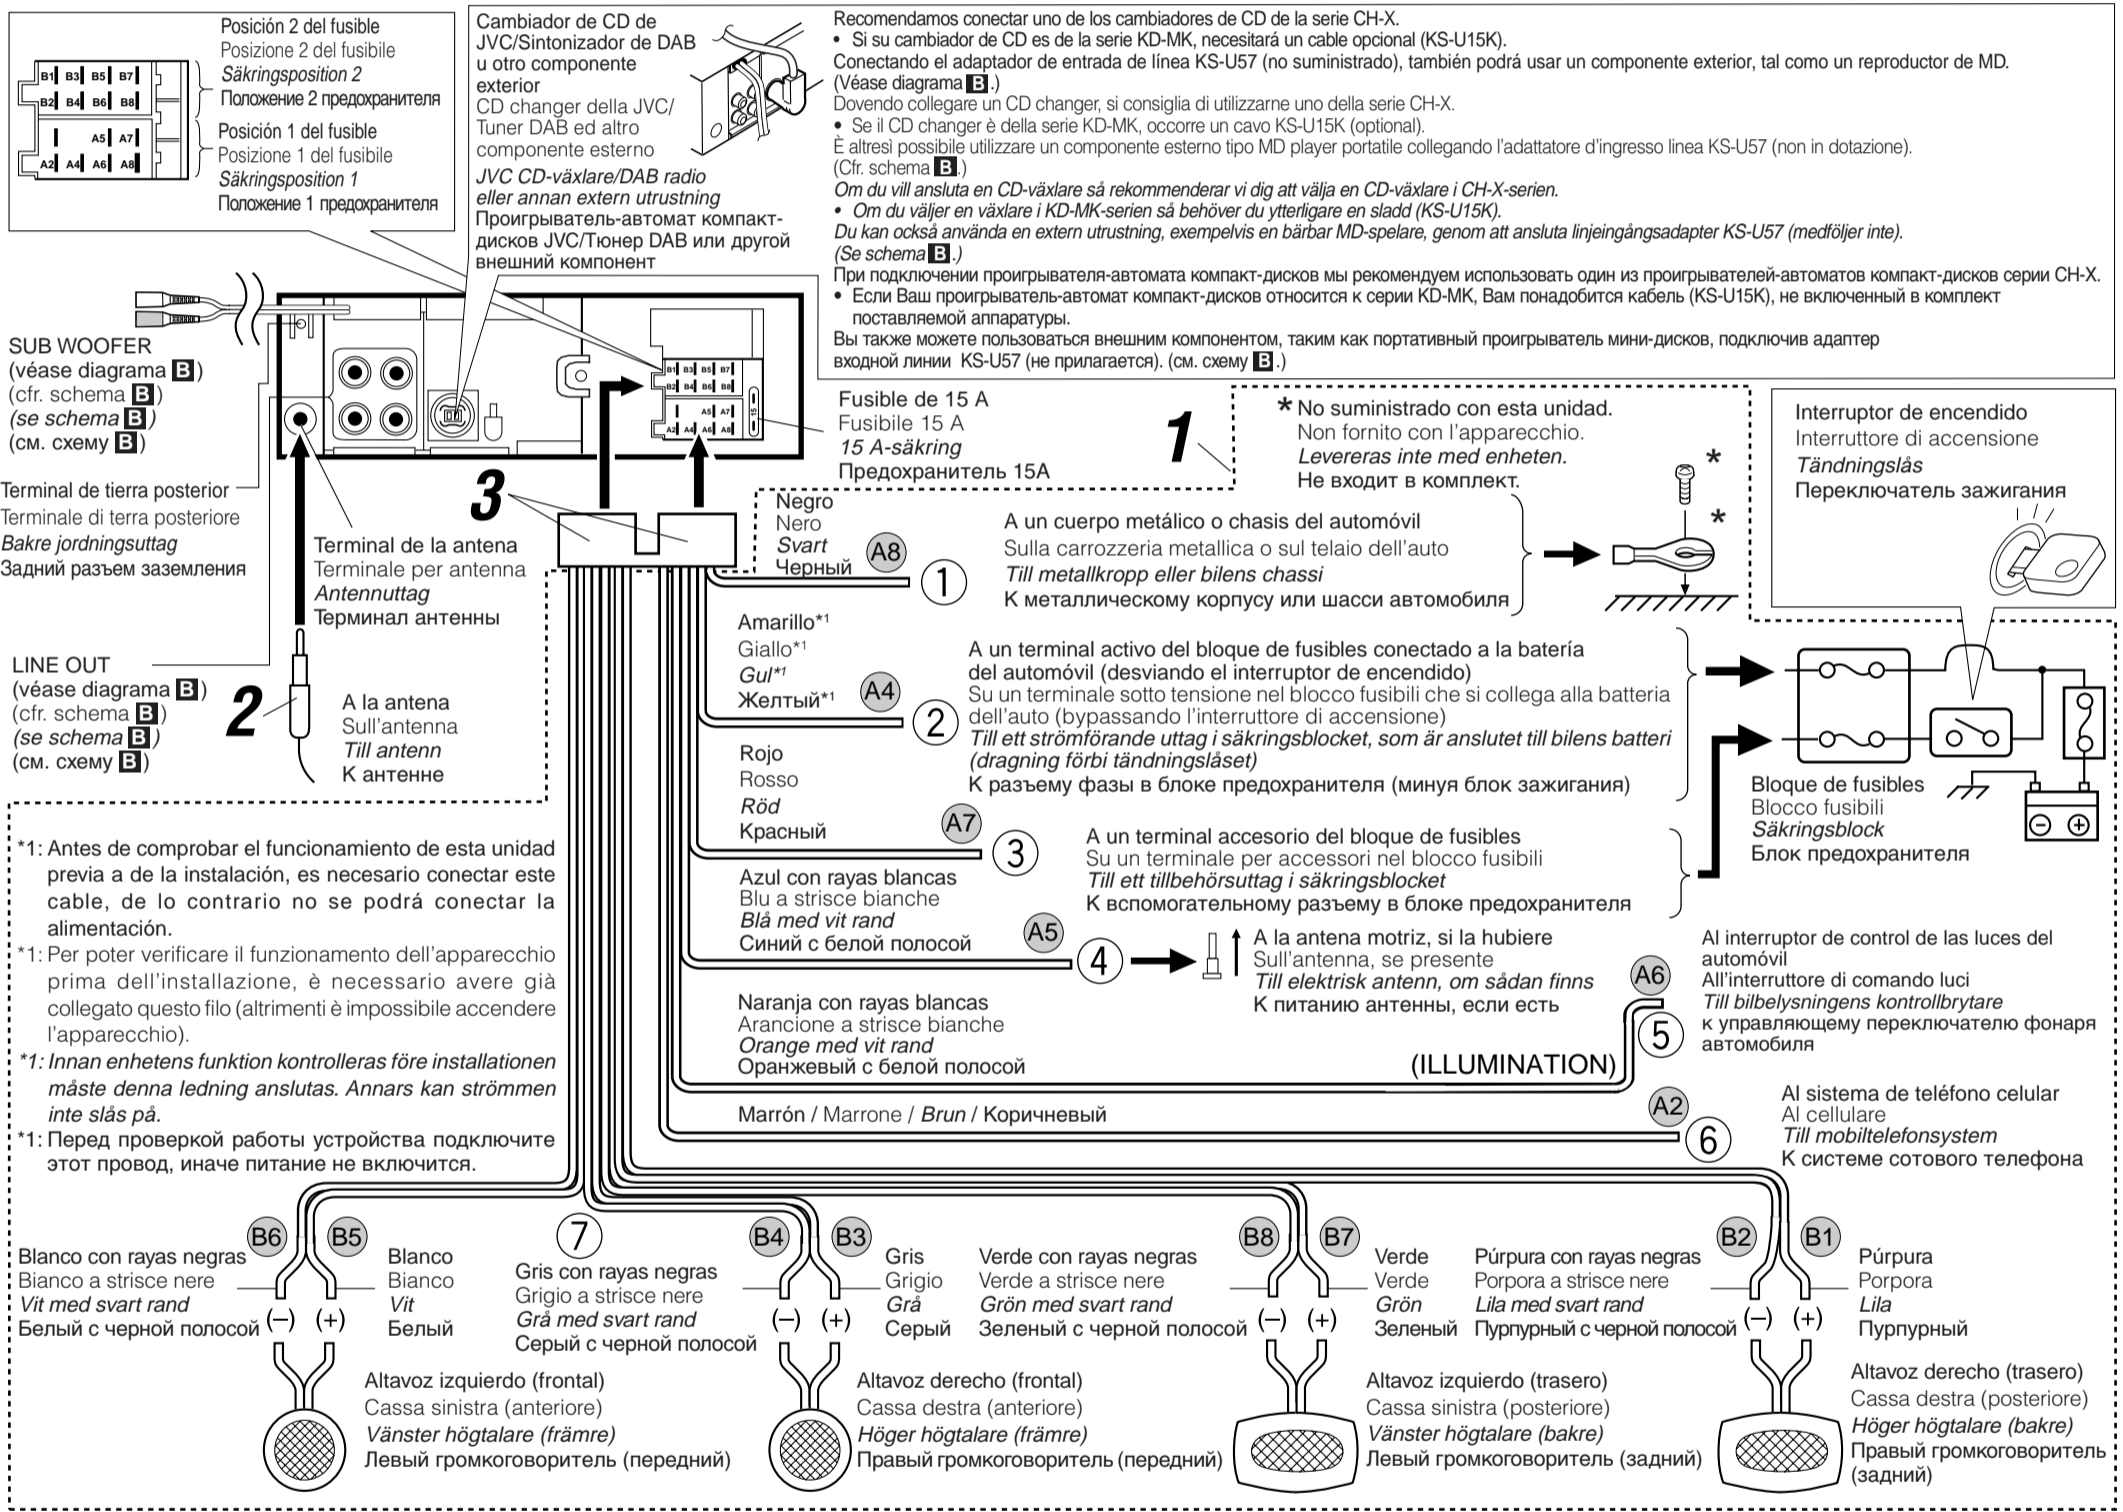 Posición 2 del fusible
Posizione 2 del fusibile
Säkringsposition 2
Положение 2 предохранителя
B1 B3 B5 B7
B2 B4 B6 B8
A5 A7
A2 A4 A6 A8
Posición 1 del fusible
Posizione 1 del fusibile
Säkringsposition 1
Положение 1 предохранителя
Cambiador de CD de
JVC/Sintonizador de DAB
u otro componente
exterior
CD changer della JVC/
Tuner DAB ed altro
componente esterno
JVC CD-växlare/DAB radio
eller annan extern utrustning
Проигрыватель-автомат компакт-
дисков JVC/Тюнер DAB или другой
внешний компонент
Recomendamos conectar uno de los cambiadores de CD de la serie CH-X.
• Si su cambiador de CD es de la serie KD-MK, necesitará un cable opcional (KS-U15K).
Conectando el adaptador de entrada de línea KS-U57 (no suministrado), también podrá usar un componente exterior, tal como un reproductor de MD.
(Véase diagrama B.)
Dovendo collegare un CD changer, si consiglia di utilizzarne uno della serie CH-X.
• Se il CD changer è della serie KD-MK, occorre un cavo KS-U15K (optional).
È altresì possibile utilizzare un componente esterno tipo MD player portatile collegando l'adattatore d'ingresso linea KS-U57 (non in dotazione).
(Cfr. schema B.)
Om du vill ansluta en CD-växlare så rekommenderar vi dig att välja en CD-växlare i CH-X-serien.
• Om du väljer en växlare i KD-MK-serien så behöver du ytterligare en sladd (KS-U15K).
Du kan också använda en extern utrustning, exempelvis en bärbar MD-spelare, genom att ansluta linjeingångsadapter KS-U57 (medföljer inte).
(Se schema B.)
При подключении проигрывателя-автомата компакт-дисков мы рекомендуем использовать один из проигрывателей-автоматов компакт-дисков серии CH-X.
• Если Ваш проигрыватель-автомат компакт-дисков относится к серии KD-MK, Вам понадобится кабель (KS-U15K), не включенный в комплект
поставляемой аппаратуры.
Вы также можете пользоваться внешним компонентом, таким как портативный проигрыватель мини-дисков, подключив адаптер
входной линии KS-U57 (не прилагается). (см. схему B.)
SUB WOOFER
(véase diagrama B)
(cfr. schema B)
(se schema B)
(см. схему B)
B1 B3 B5 B7
B2 B4 B6 B8
A5 A7
A2 A4 A6 A8
15
Fusible de 15 A
Fusibile 15 A
15 A-säkring
Предохранитель 15А
1
* No suministrado con esta unidad.
Non fornito con l'apparecchio.
Levereras inte med enheten.
Не входит в комплект.
*
*
Interruptor de encendido
Interruttore di accensione
Tändningslås
Переключатель зажигания
Terminal de tierra posterior
Terminale di terra posteriore
Bakre jordningsuttag
Задний разъем заземления
3
Terminal de la antena
Terminale per antenna
Antennuttag
Терминал антенны
Negro
Nero
Svart
Черный
A8
1
A un cuerpo metálico o chasis del automóvil
Sulla carrozzeria metallica o sul telaio dell'auto
Till metallkropp eller bilens chassi
К металлическому корпусу или шасси автомобиля
LINE OUT
(véase diagrama B)
(cfr. schema B)
(se schema B)
(см. схему B)
2
A la antena
Sull'antenna
Till antenn
К антенне
Amarillo*1
Giallo*1
Gul*1
Желтый*1
A4
2
A un terminal activo del bloque de fusibles conectado a la batería
del automóvil (desviando el interruptor de encendido)
Su un terminale sotto tensione nel blocco fusibili che si collega alla batteria
dell'auto (bypassando l'interruttore di accensione)
Till ett strömförande uttag i säkringsblocket, som är anslutet till bilens batteri
(dragning förbi tändningslåset)
К разъему фазы в блоке предохранителя (минуя блок зажигания)
Bloque de fusibles
Blocco fusibili
Säkringsblock
Блок предохранителя
Rojo
Rosso
Röd
Красный
A7
3
A un terminal accesorio del bloque de fusibles
Su un terminale per accessori nel blocco fusibili
Till ett tillbehörsuttag i säkringsblocket
К вспомогательному разъему в блоке предохранителя
*1: Antes de comprobar el funcionamiento de esta unidad
previa a de la instalación, es necesario conectar este
cable, de lo contrario no se podrá conectar la
alimentación.
*1: Per poter verificare il funzionamento dell'apparecchio
prima dell'installazione, è necessario avere già
collegato questo filo (altrimenti è impossibile accendere
l'apparecchio).
*1: Innan enhetens funktion kontrolleras före installationen
måste denna ledning anslutas. Annars kan strömmen
inte slås på.
*1: Перед проверкой работы устройства подключите
этот провод, иначе питание не включится.
Azul con rayas blancas
Blu a strisce bianche
Blå med vit rand
Синий с белой полосой
A5
4
A la antena motriz, si la hubiere
Sull'antenna, se presente
Till elektrisk antenn, om sådan finns
К питанию антенны, если есть
Naranja con rayas blancas
Arancione a strisce bianche
Orange med vit rand
Оранжевый с белой полосой
(ILLUMINATION)
A6
5
Al interruptor de control de las luces del
automóvil
All'interruttore di comando luci
Till bilbelysningens kontrollbrytare
к управляющему переключателю фонаря
автомобиля
Marrón / Marrone / Brun / Коричневый
A2
6
Al sistema de teléfono celular
Al cellulare
Till mobiltelefonsystem
К системе сотового телефона
Blanco con rayas negras
Bianco a strisce nere
Vit med svart rand
Белый с черной полосой
B6 B5
(−) (+)
Blanco
Bianco
Vit
Белый
7
Gris con rayas negras
Grigio a strisce nere
Grå med svart rand
Серый с черной полосой
B4 B3
(−) (+)
Gris
Grigio
Grå
Серый
Verde con rayas negras
Verde a strisce nere
Grön med svart rand
Зеленый с черной полосой
B8 B7
(−) (+)
Verde
Verde
Grön
Зеленый
Púrpura con rayas negras
Porpora a strisce nere
Lila med svart rand
Пурпурный с черной полосой
B2 B1
(−) (+)
Púrpura
Porpora
Lila
Пурпурный
Altavoz izquierdo (frontal)
Cassa sinistra (anteriore)
Vänster högtalare (främre)
Левый громкоговоритель (передний)
Altavoz derecho (frontal)
Cassa destra (anteriore)
Höger högtalare (främre)
Правый громкоговоритель (передний)
Altavoz izquierdo (trasero)
Cassa sinistra (posteriore)
Vänster högtalare (bakre)
Левый громкоговоритель (задний)
Altavoz derecho (trasero)
Cassa destra (posteriore)
Höger högtalare (bakre)
Правый громкоговоритель
(задний)